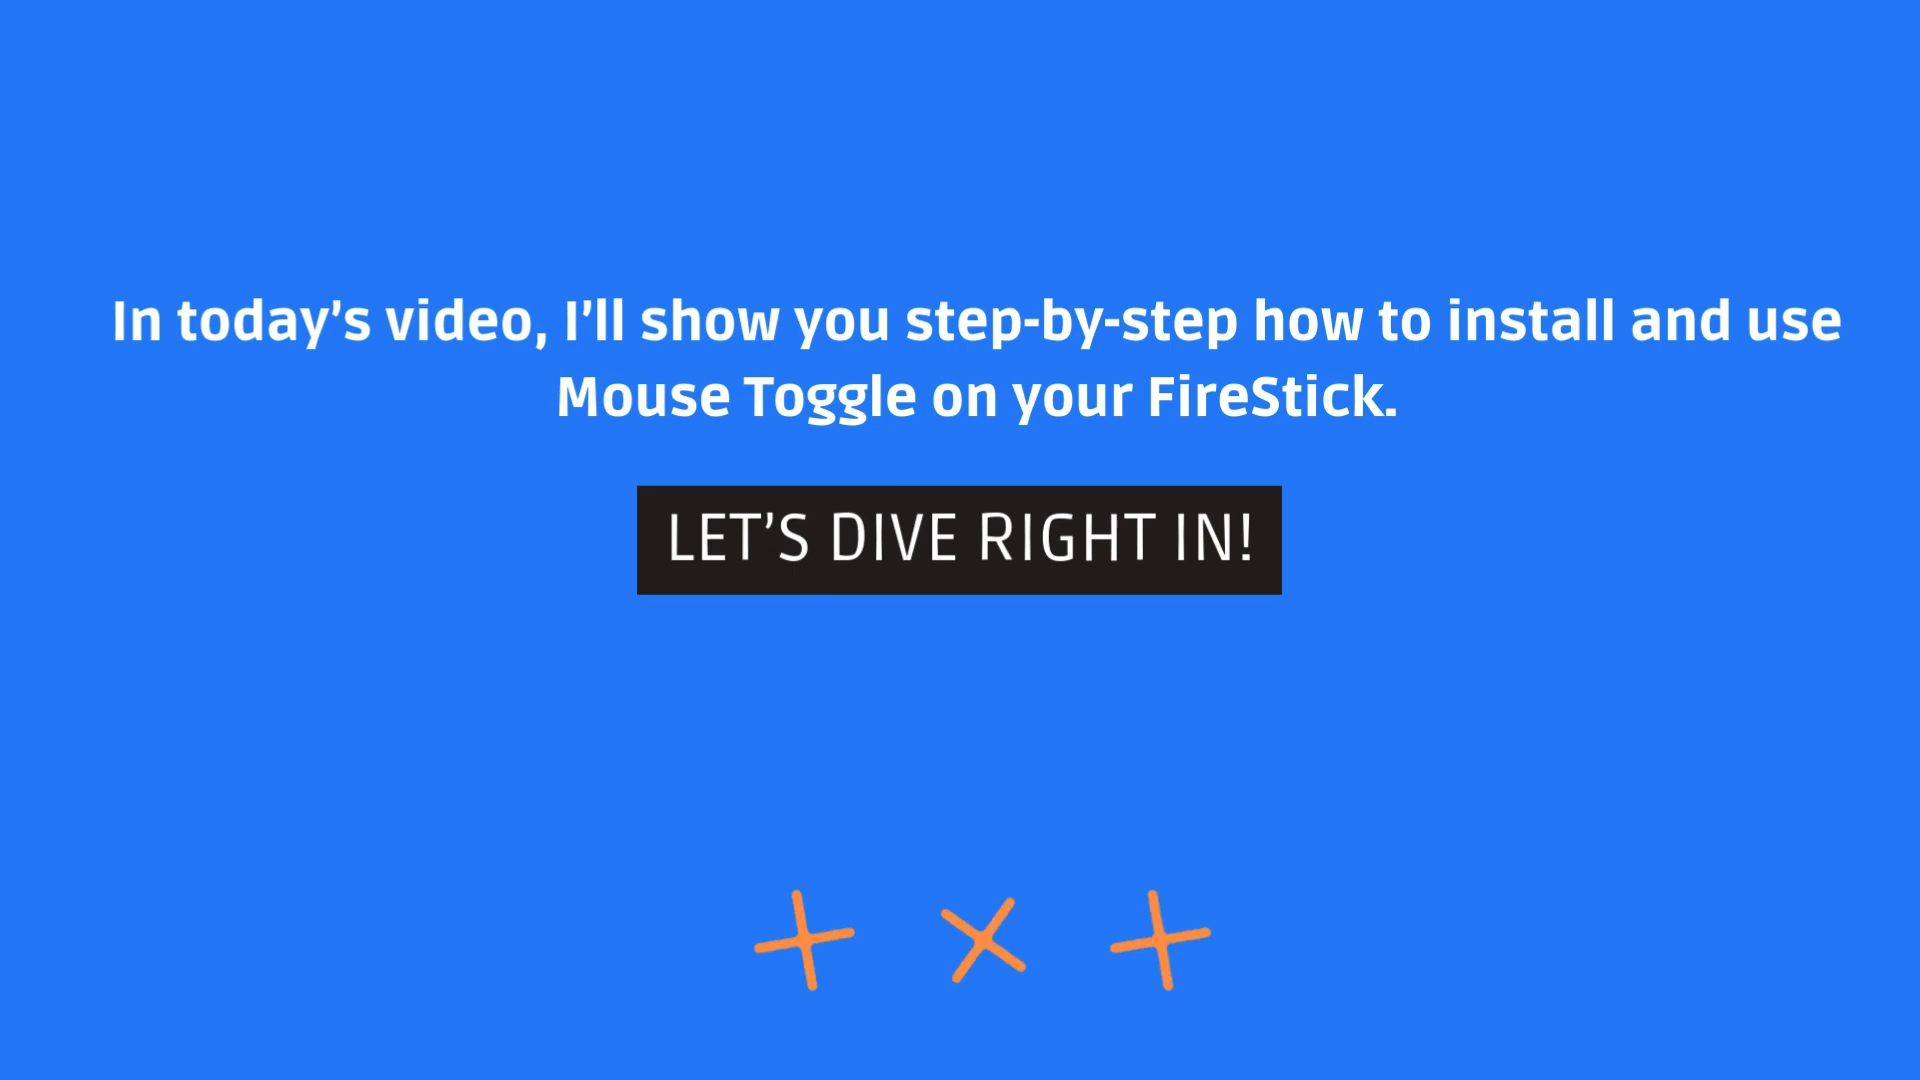 In today’s video, I’ll show you step-by-step how to install and use
Mouse Toggle on your FireStick.
LET’S DIVE RIGHT IN!